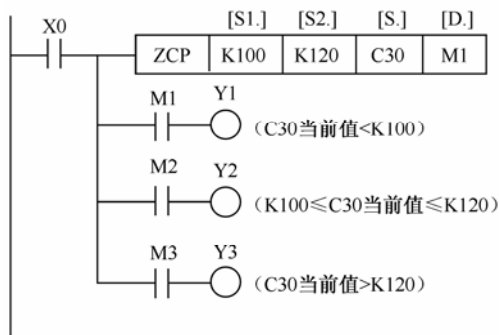 [S1.] [S2.] [S.] [D.]
X0
ZCP K100 K120 C30 M1
M1 Y1
（C30当前值<K100）
M2 Y2
（K100≤C30当前值≤K120）
M3 Y3
（C30当前值>K120）